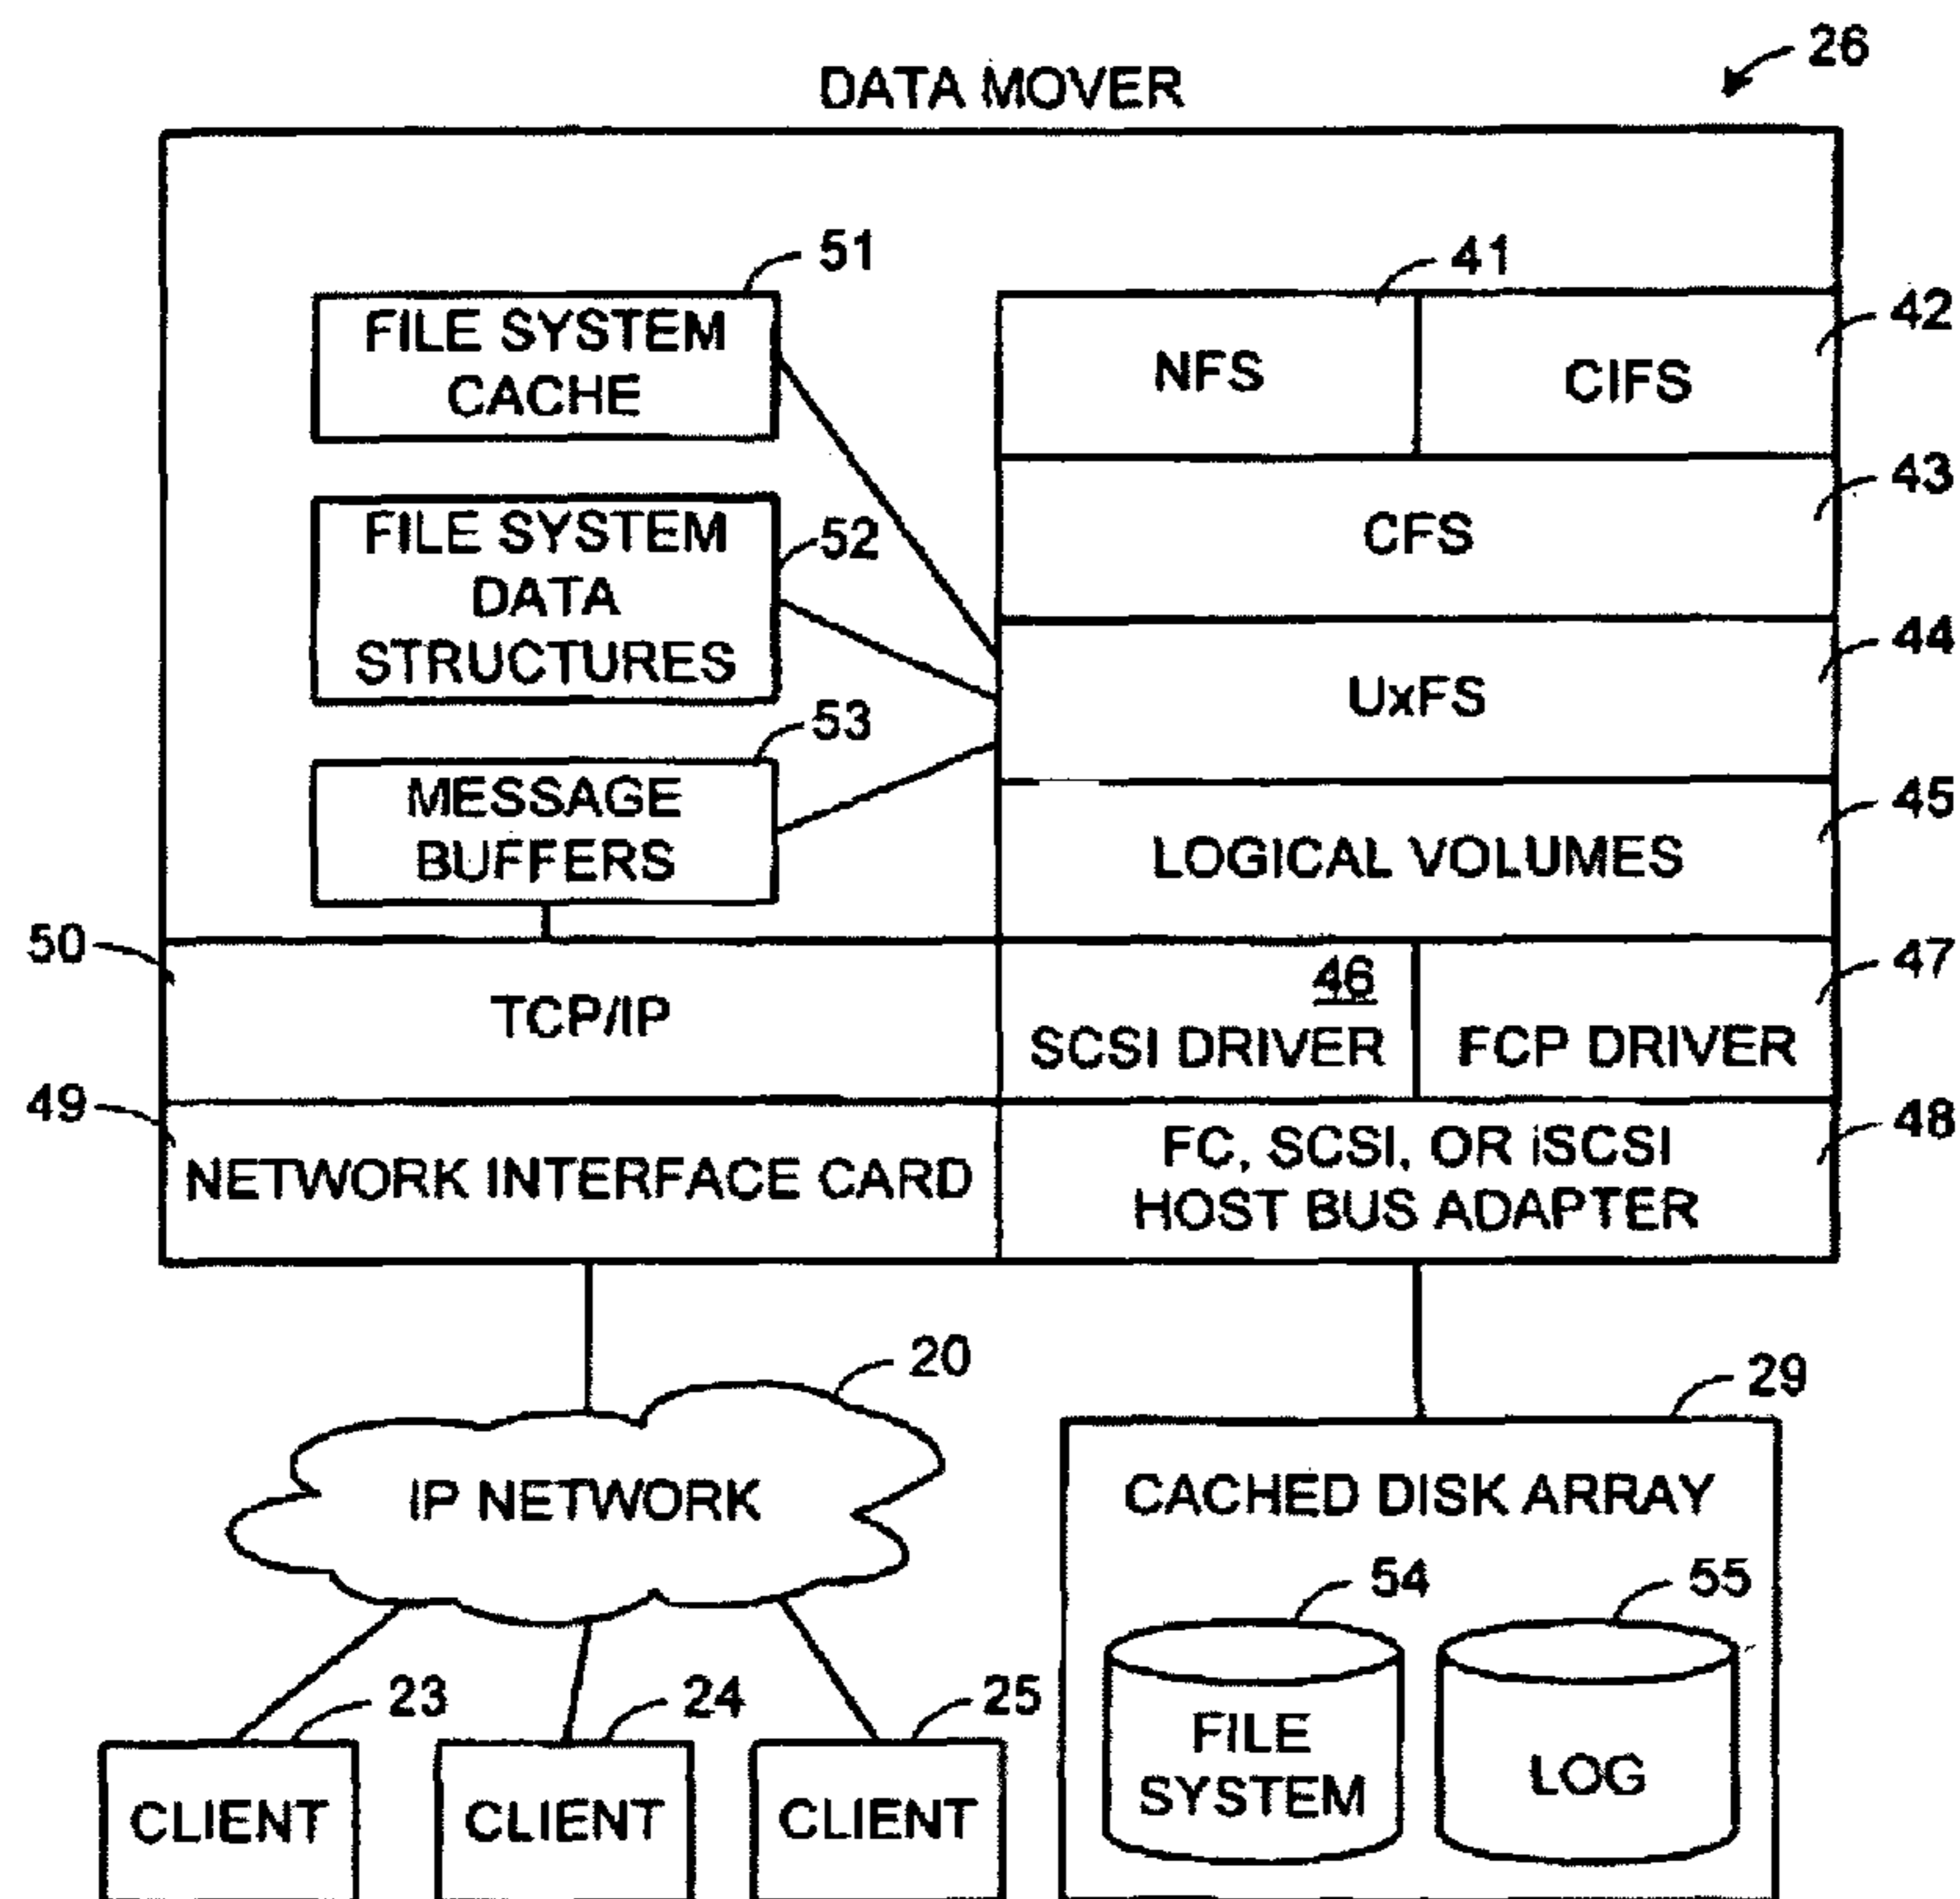 26
DATA MOVER
51
41
FILE SYSTEM
CACHE
NFS
CIFS
42
43
FILE SYSTEM
DATA
STRUCTURES
52
CFS
44
UxFS
53
MESSAGE
BUFFERS
45
LOGICAL VOLUMES
50
TCP/IP
46
SCSI DRIVER
FCP DRIVER
47
49
NETWORK INTERFACE CARD
FC, SCSI, OR iSCSI
HOST BUS ADAPTER
48
20
IP NETWORK
29
CACHED DISK ARRAY
54
55
FILE
SYSTEM
LOG
23
24
25
CLIENT
CLIENT
CLIENT